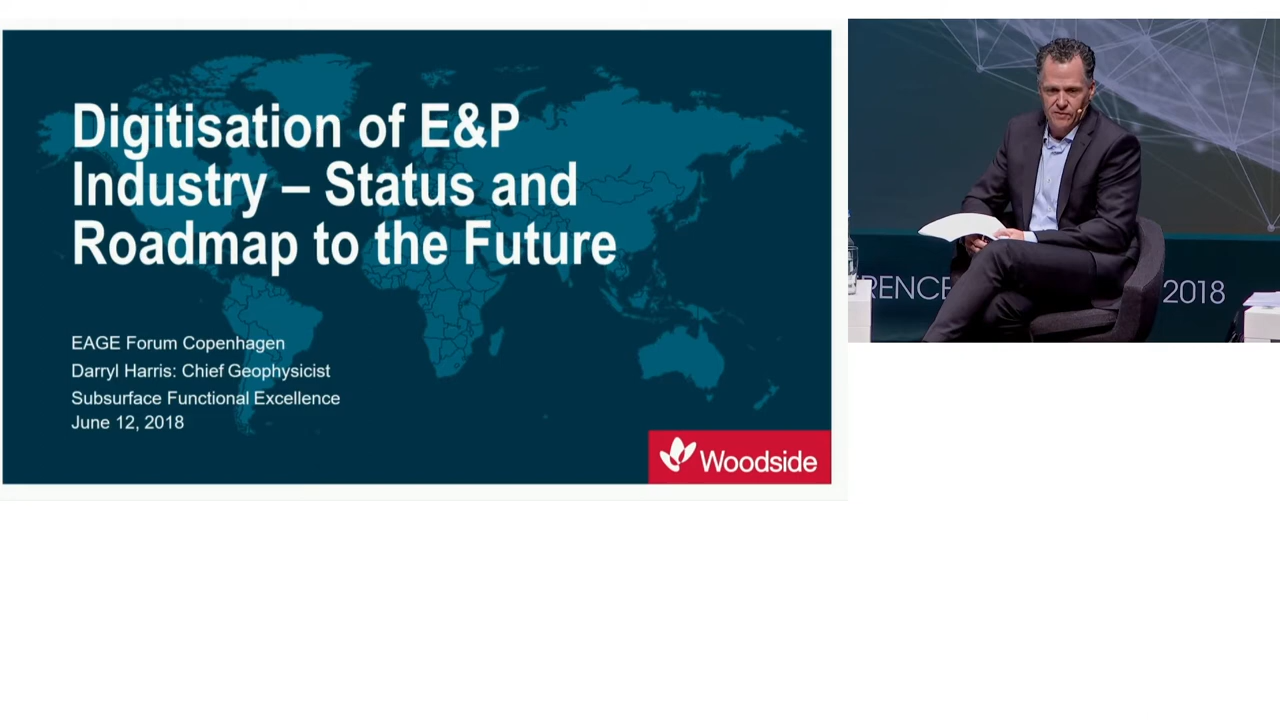 Digitisation of E&P
Industry – Status and
Roadmap to the Future
EAGE Forum Copenhagen
Darryl Harris: Chief Geophysicist
Subsurface Functional Excellence
June 12, 2018
Woodside
RENCE
2018